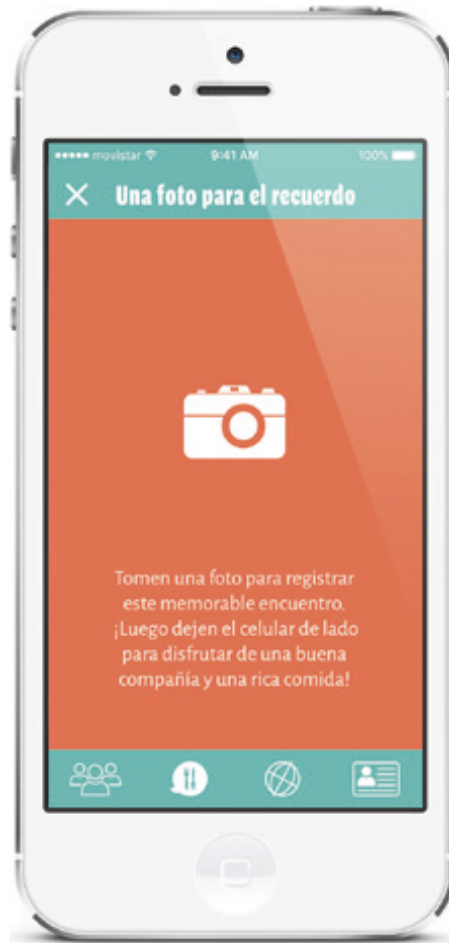 movistar 9:41 AM 100%
Una foto para el recuerdo
Tomen una foto para registrar
este memorable encuentro.
¡Luego dejen el celular de lado
para disfrutar de una buena
compañía y una rica comida!